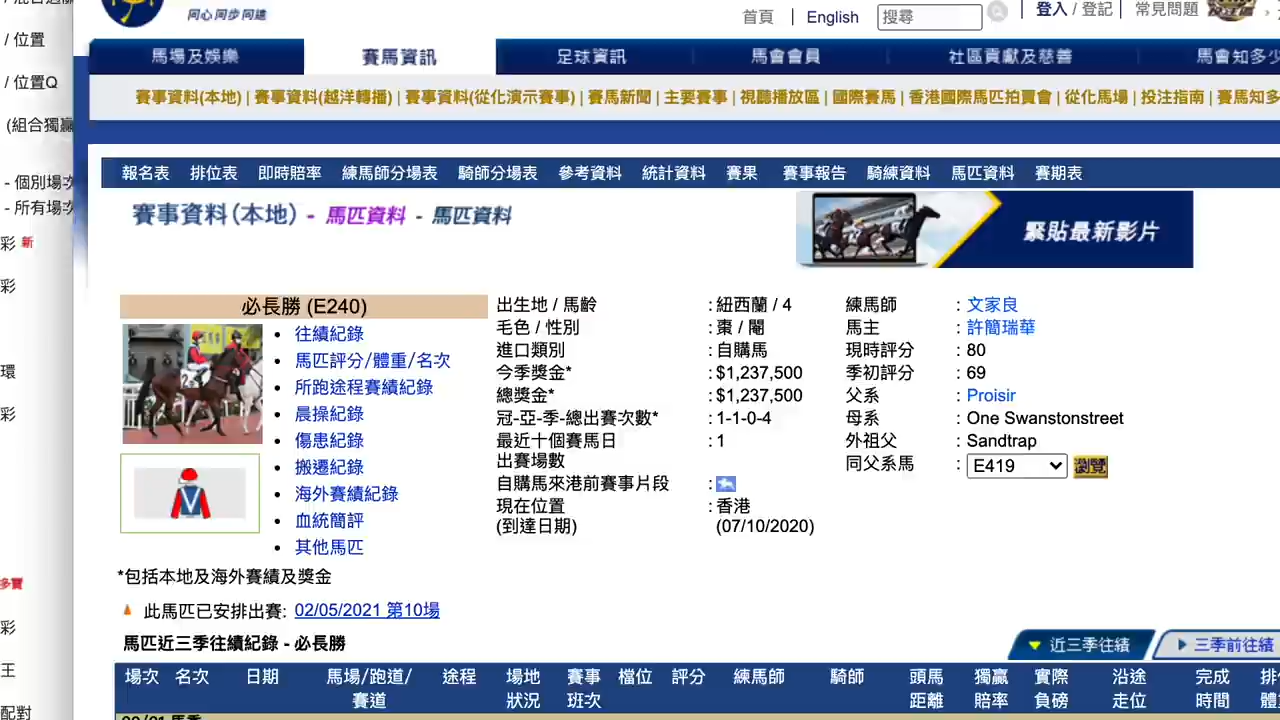 同心同步同進
首頁 | English 搜尋 | 登入 / 登記 | 常見問題
/ 位置
/ 位置Q
(組合獨贏
- 個別場次
- 所有場次
彩 新
彩
環
彩
多寶
彩
王
配對
馬場及娛樂 賽馬資訊 足球資訊 馬會會員 社區貢獻及慈善 馬會知多少
賽事資料(本地) | 賽事資料(越洋轉播) | 賽事資料(從化演示賽事) | 賽馬新聞 | 主要賽事 | 視聽播放區 | 國際賽馬 | 香港國際馬匹拍賣會 | 從化馬場 | 投注指南 | 賽馬知多
報名表 排位表 即時賠率 練馬師分場表 騎師分場表 參考資料 統計資料 賽果 賽事報告 騎練資料 馬匹資料 賽期表
賽事資料(本地) - 馬匹資料 - 馬匹資料
緊貼最新影片
必長勝 (E240)
往績紀錄
馬匹評分/體重/名次
所跑途程賽績紀錄
晨操紀錄
傷患紀錄
搬遷紀錄
海外賽績紀錄
血統簡評
其他馬匹
出生地 / 馬齡 : 紐西蘭 / 4
毛色 / 性別 : 棗 / 閹
進口類別 : 自購馬
今季獎金* : $1,237,500
總獎金* : $1,237,500
冠-亞-季-總出賽次數* : 1-1-0-4
最近十個賽馬日 : 1
出賽場數
自購馬來港前賽事片段 :
現在位置 : 香港
(到達日期) (07/10/2020)
練馬師 : 文家良
馬主 : 許簡瑞華
現時評分 : 80
季初評分 : 69
父系 : Proisir
母系 : One Swanstonstreet
外祖父 : Sandtrap
同父系馬 : E419 瀏覽
*包括本地及海外賽績及獎金
此馬匹已安排出賽: 02/05/2021 第10場
馬匹近三季往績紀錄 - 必長勝
近三季往績 三季前往績
場次 名次 日期 馬場/跑道/ 途程 場地 賽事 檔位 評分 練馬師 騎師 頭馬 獨贏 實際 沿途 完成 排位
賽道 狀況 班次 距離 賠率 負磅 走位 時間 體